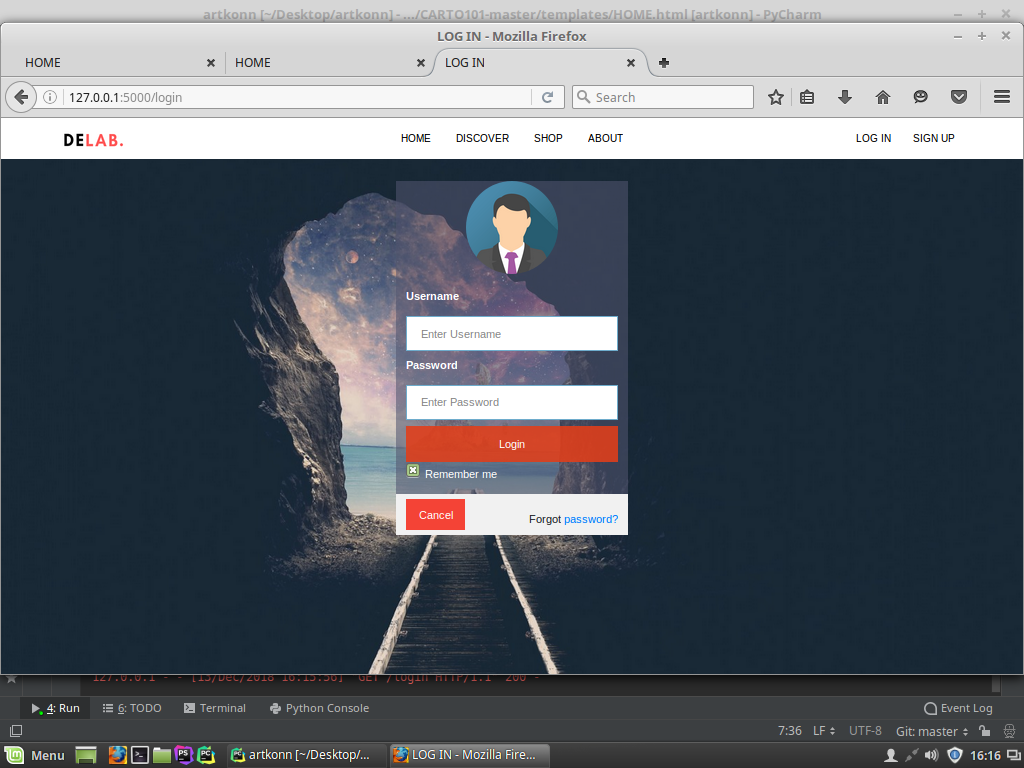 artkonn [~/Desktop/artkonn] - .../CARTO101-master/templates/HOME.html [artkonn] - PyCharm
LOG IN - Mozilla Firefox
HOME HOME LOG IN
127.0.0.1:5000/login Search
DELAB. HOME DISCOVER SHOP ABOUT LOG IN SIGN UP
Username
Enter Username
Password
Enter Password
Login
Remember me
Cancel Forgot password?
127.0.0.1 - - [13/Dec/2018 16:15:56] "GET /login HTTP/1.1" 200 -
4: Run 6: TODO Terminal Python Console Event Log
7:36 LF UTF-8 Git: master
Menu PS PC PC artkonn [~/Desktop/... LOG IN - Mozilla Fire... 16:16